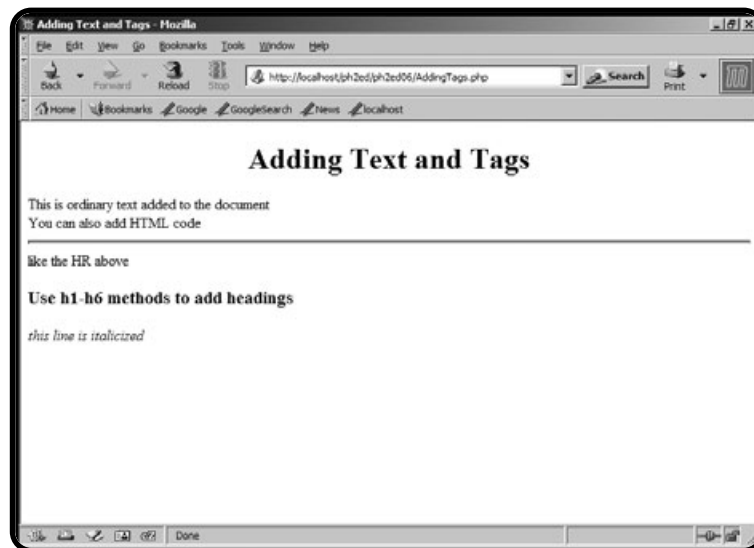 Adding Text and Tags - Mozilla
File Edit View Go Bookmarks Tools Window Help
Back Forward Reload Stop http://localhost/ph2ed/ph2ed06/AddingTags.php Search Print
Home Bookmarks Google GoogleSearch News localhost
Adding Text and Tags
This is ordinary text added to the document
You can also add HTML code
like the HR above
Use h1-h6 methods to add headings
this line is italicized
Done